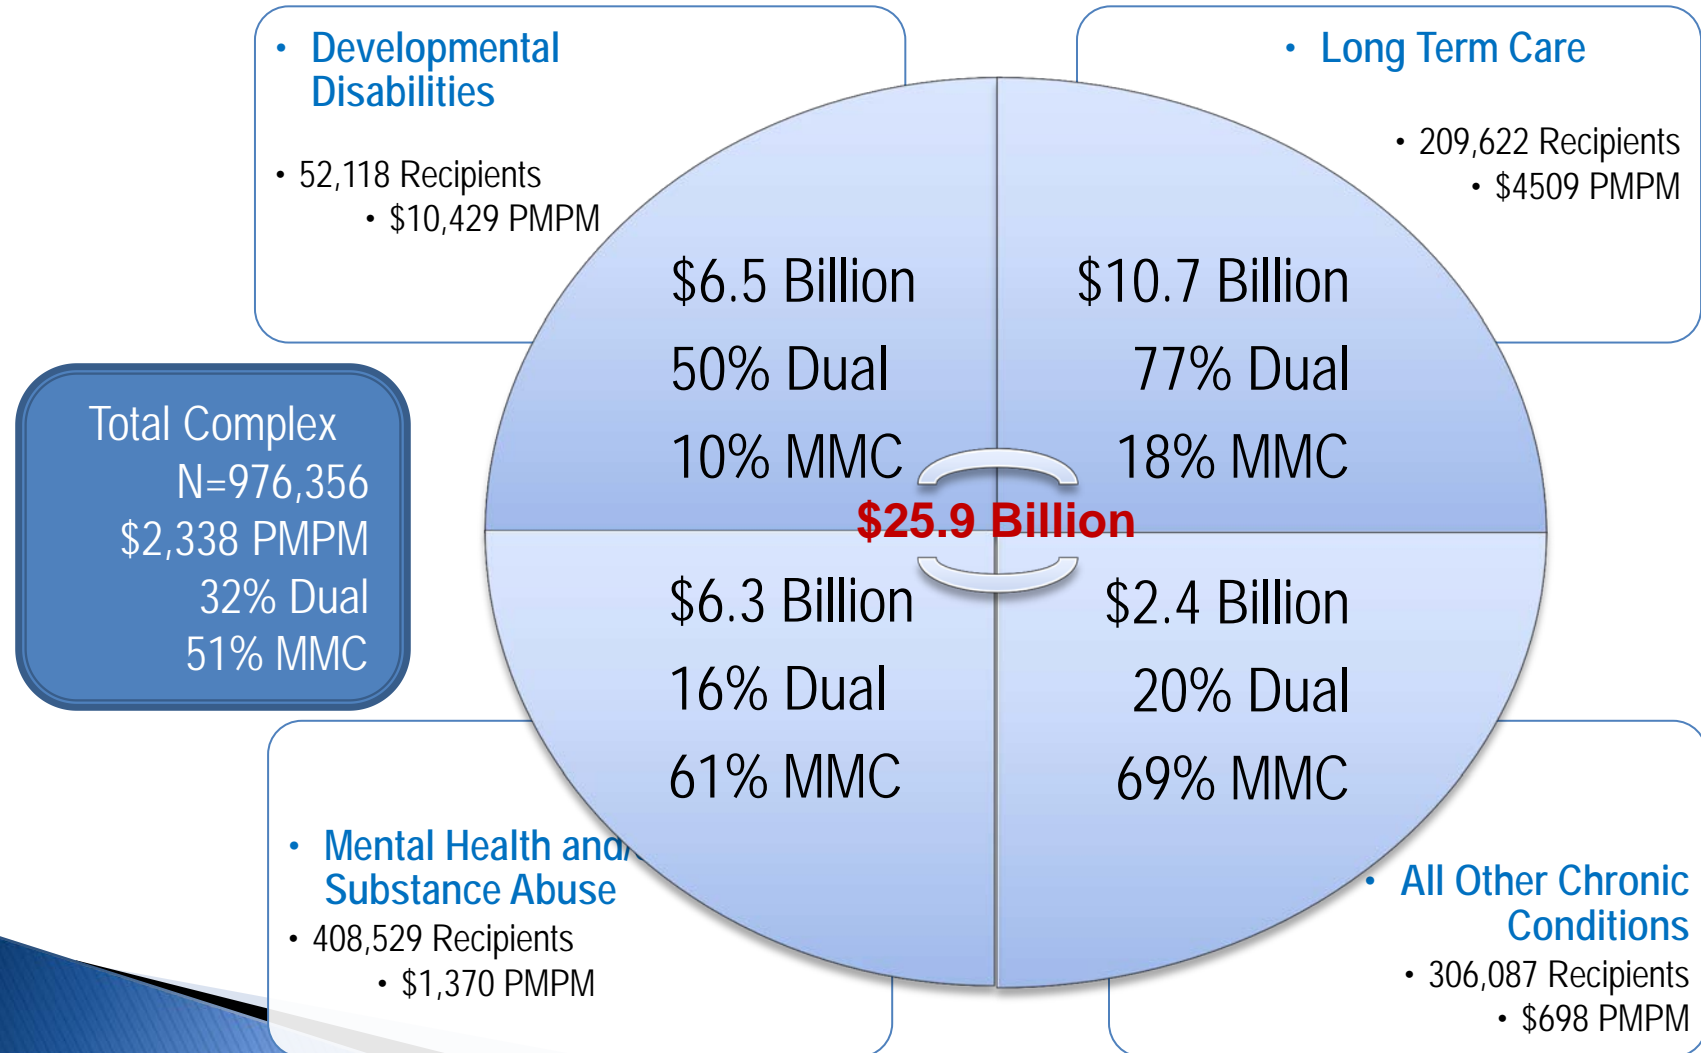 • Developmental
Disabilities
• 52,118 Recipients
• $10,429 PMPM
• Long Term Care
• 209,622 Recipients
• $4509 PMPM
$6.5 Billion
50% Dual
10% MMC
$10.7 Billion
77% Dual
18% MMC
Total Complex
N=976,356
$2,338 PMPM
32% Dual
51% MMC
$25.9 Billion
$6.3 Billion
16% Dual
61% MMC
$2.4 Billion
20% Dual
69% MMC
• Mental Health and/
Substance Abuse
• 408,529 Recipients
• $1,370 PMPM
• All Other Chronic
Conditions
• 306,087 Recipients
• $698 PMPM